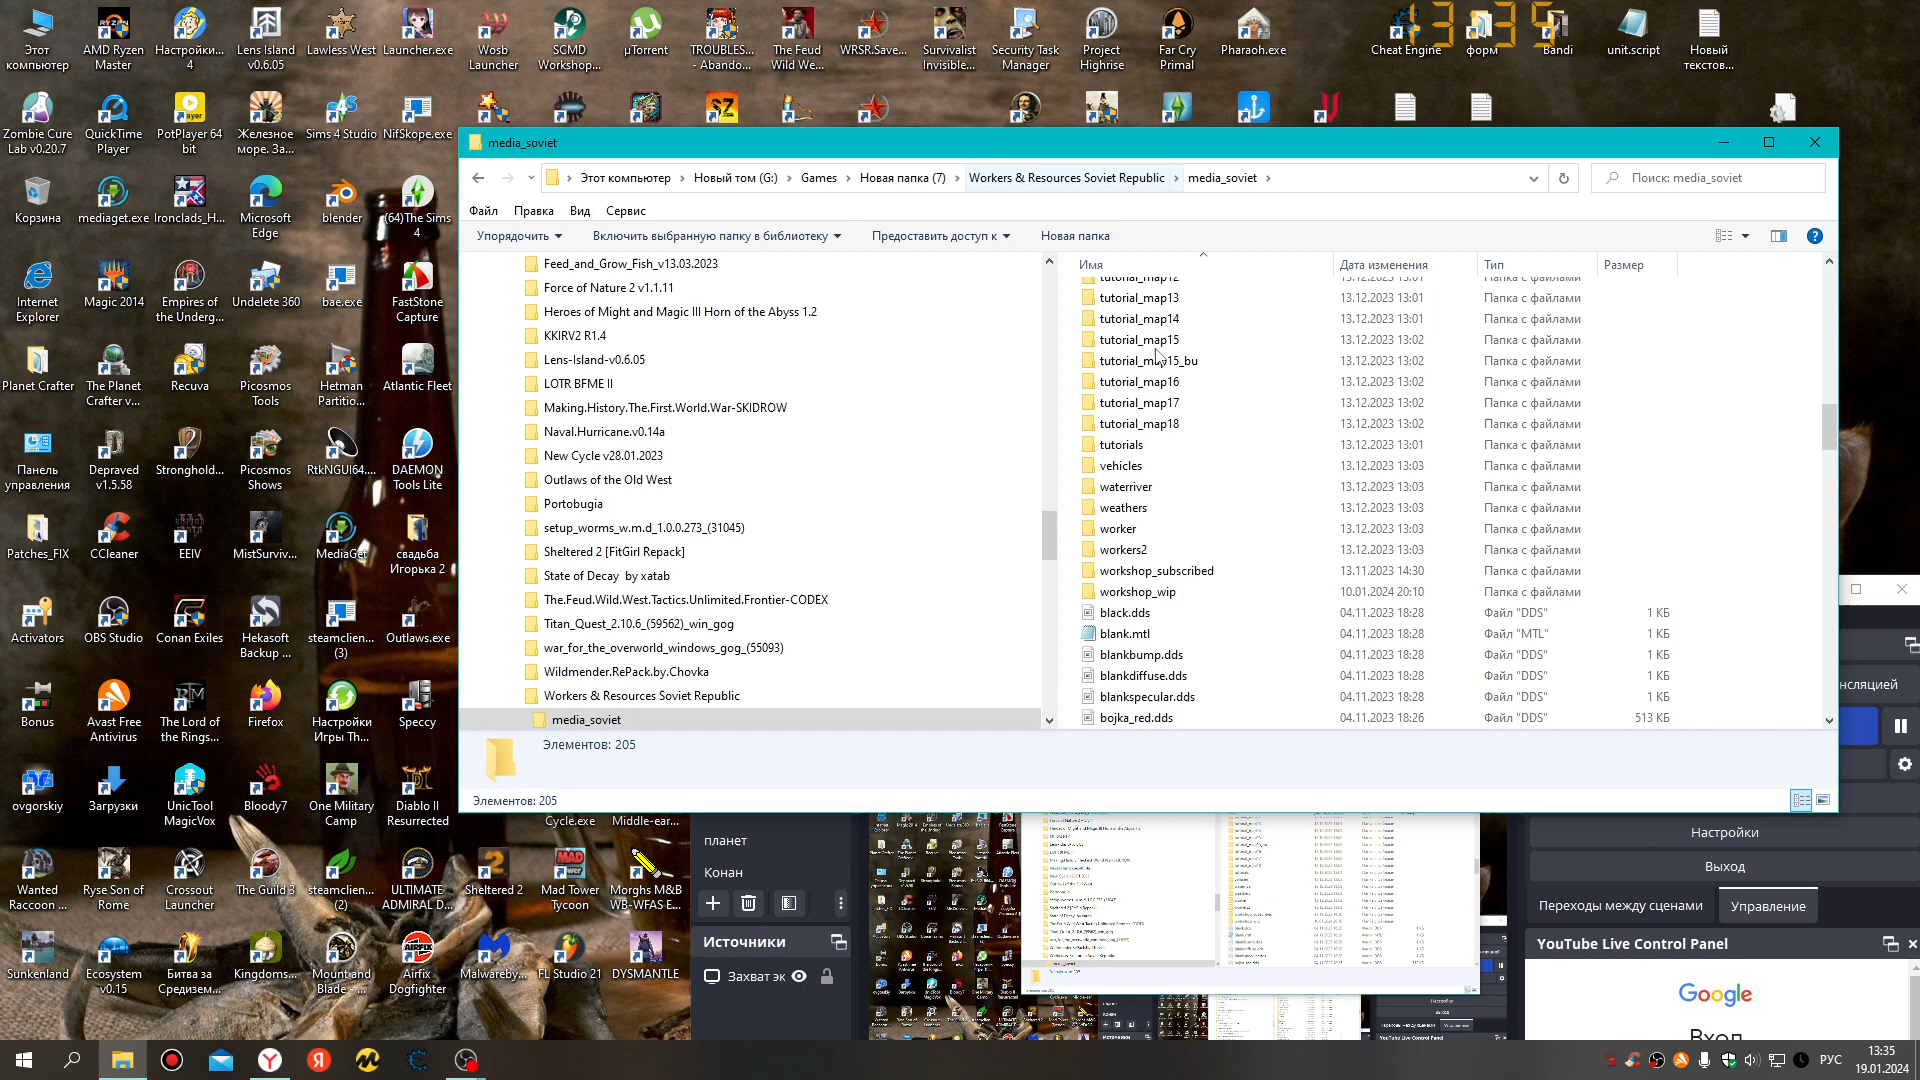 Этот компьютер
AMD Ryzen Master
Настройки... 4
Lens Island v0.6.05
Lawless West
Launcher.exe
Wosb Launcher
SCMD Workshop...
µTorrent
TROUBLES... - Abando...
The Feud Wild We...
WRSR.Save...
Survivalist Invisible...
Security Task Manager
Project Highrise
Far Cry Primal
Pharaoh.exe
Cheat Engine
форм
Bandi
unit.script
Новый текстов...
13:35
Zombie Cure Lab v0.20.7
QuickTime Player
PotPlayer 64 bit
Железное море. За...
Sims 4 Studio
NifSkope.exe
Корзина
mediaget.exe
Ironclads_H...
Microsoft Edge
blender
(64)The Sims 4
Internet Explorer
Magic 2014
Empires of the Underg...
Undelete 360
bae.exe
FastStone Capture
Planet Crafter
The Planet Crafter v...
Recuva
Picosmos Tools
Hetman Partitio...
Atlantic Fleet
Панель управления
Depraved v1.5.58
Stronghold...
Picosmos Shows
RtkNGUI64....
DAEMON Tools Lite
Patches_FIX
CCleaner
EEIV
MistSurviv...
MediaGet
свадьба Игорька 2
Activators
OBS Studio
Conan Exiles
Hekasoft Backup ...
steamclien... (3)
Outlaws.exe
Bonus
Avast Free Antivirus
The Lord of the Rings...
Firefox
Настройки Игры Th...
Speccy
ovgorskiy
Загрузки
UnicTool MagicVox
Bloody7
One Military Camp
Diablo II Resurrected
Cycle.exe
Middle-ear...
Wanted Raccoon ...
Ryse Son of Rome
Crossout Launcher
The Guild 3
steamclien... (2)
ULTIMATE ADMIRAL D...
Sheltered 2
Mad Tower Tycoon
Morghs M&B WB-WFAS E...
Sunkenland
Ecosystem v0.15
Битва за Средизем...
Kingdoms...
Mount and Blade - ...
Airfix Dogfighter
Malwareby...
FL Studio 21
DYSMANTLE
media_soviet
Этот компьютер
Новый том (G:)
Games
Новая папка (7)
Workers & Resources Soviet Republic
media_soviet
Поиск: media_soviet
Файл
Правка
Вид
Сервис
Упорядочить
Включить выбранную папку в библиотеку
Предоставить доступ к
Новая папка
Feed_and_Grow_Fish_v13.03.2023
Force of Nature 2 v1.1.11
Heroes of Might and Magic III Horn of the Abyss 1.2
KKIRV2 R1.4
Lens-Island-v0.6.05
LOTR BFME II
Making.History.The.First.World.War-SKIDROW
Naval.Hurricane.v0.14a
New Cycle v28.01.2023
Outlaws of the Old West
Portobugia
setup_worms_w.m.d_1.0.0.273_(31045)
Sheltered 2 [FitGirl Repack]
State of Decay by xatab
The.Feud.Wild.West.Tactics.Unlimited.Frontier-CODEX
Titan_Quest_2.10.6_(59562)_win_gog
war_for_the_overworld_windows_gog_(55093)
Wildmender.RePack.by.Chovka
Workers & Resources Soviet Republic
media_soviet
Имя Дата изменения Тип Размер
tutorial_map12 13.12.2023 13:01 Папка с файлами
tutorial_map13 13.12.2023 13:01 Папка с файлами
tutorial_map14 13.12.2023 13:01 Папка с файлами
tutorial_map15 13.12.2023 13:02 Папка с файлами
tutorial_map15_bu 13.12.2023 13:02 Папка с файлами
tutorial_map16 13.12.2023 13:02 Папка с файлами
tutorial_map17 13.12.2023 13:02 Папка с файлами
tutorial_map18 13.12.2023 13:02 Папка с файлами
tutorials 13.12.2023 13:01 Папка с файлами
vehicles 13.12.2023 13:03 Папка с файлами
waterriver 13.12.2023 13:03 Папка с файлами
weathers 13.12.2023 13:03 Папка с файлами
worker 13.12.2023 13:03 Папка с файлами
workers2 13.12.2023 13:03 Папка с файлами
workshop_subscribed 13.11.2023 14:30 Папка с файлами
workshop_wip 10.01.2024 20:10 Папка с файлами
black.dds 04.11.2023 18:28 Файл "DDS" 1 КБ
blank.mtl 04.11.2023 18:28 Файл "MTL" 1 КБ
blankbump.dds 04.11.2023 18:28 Файл "DDS" 1 КБ
blankdiffuse.dds 04.11.2023 18:28 Файл "DDS" 1 КБ
blankspecular.dds 04.11.2023 18:28 Файл "DDS" 1 КБ
bojka_red.dds 04.11.2023 18:26 Файл "DDS" 513 КБ
Элементов: 205
Элементов: 205
планет
Конан
Источники
Захват эк
нсляцией
Настройки
Выход
Переходы между сценами
Управление
YouTube Live Control Panel
Google
Вход
РУС
13:35
19.01.2024